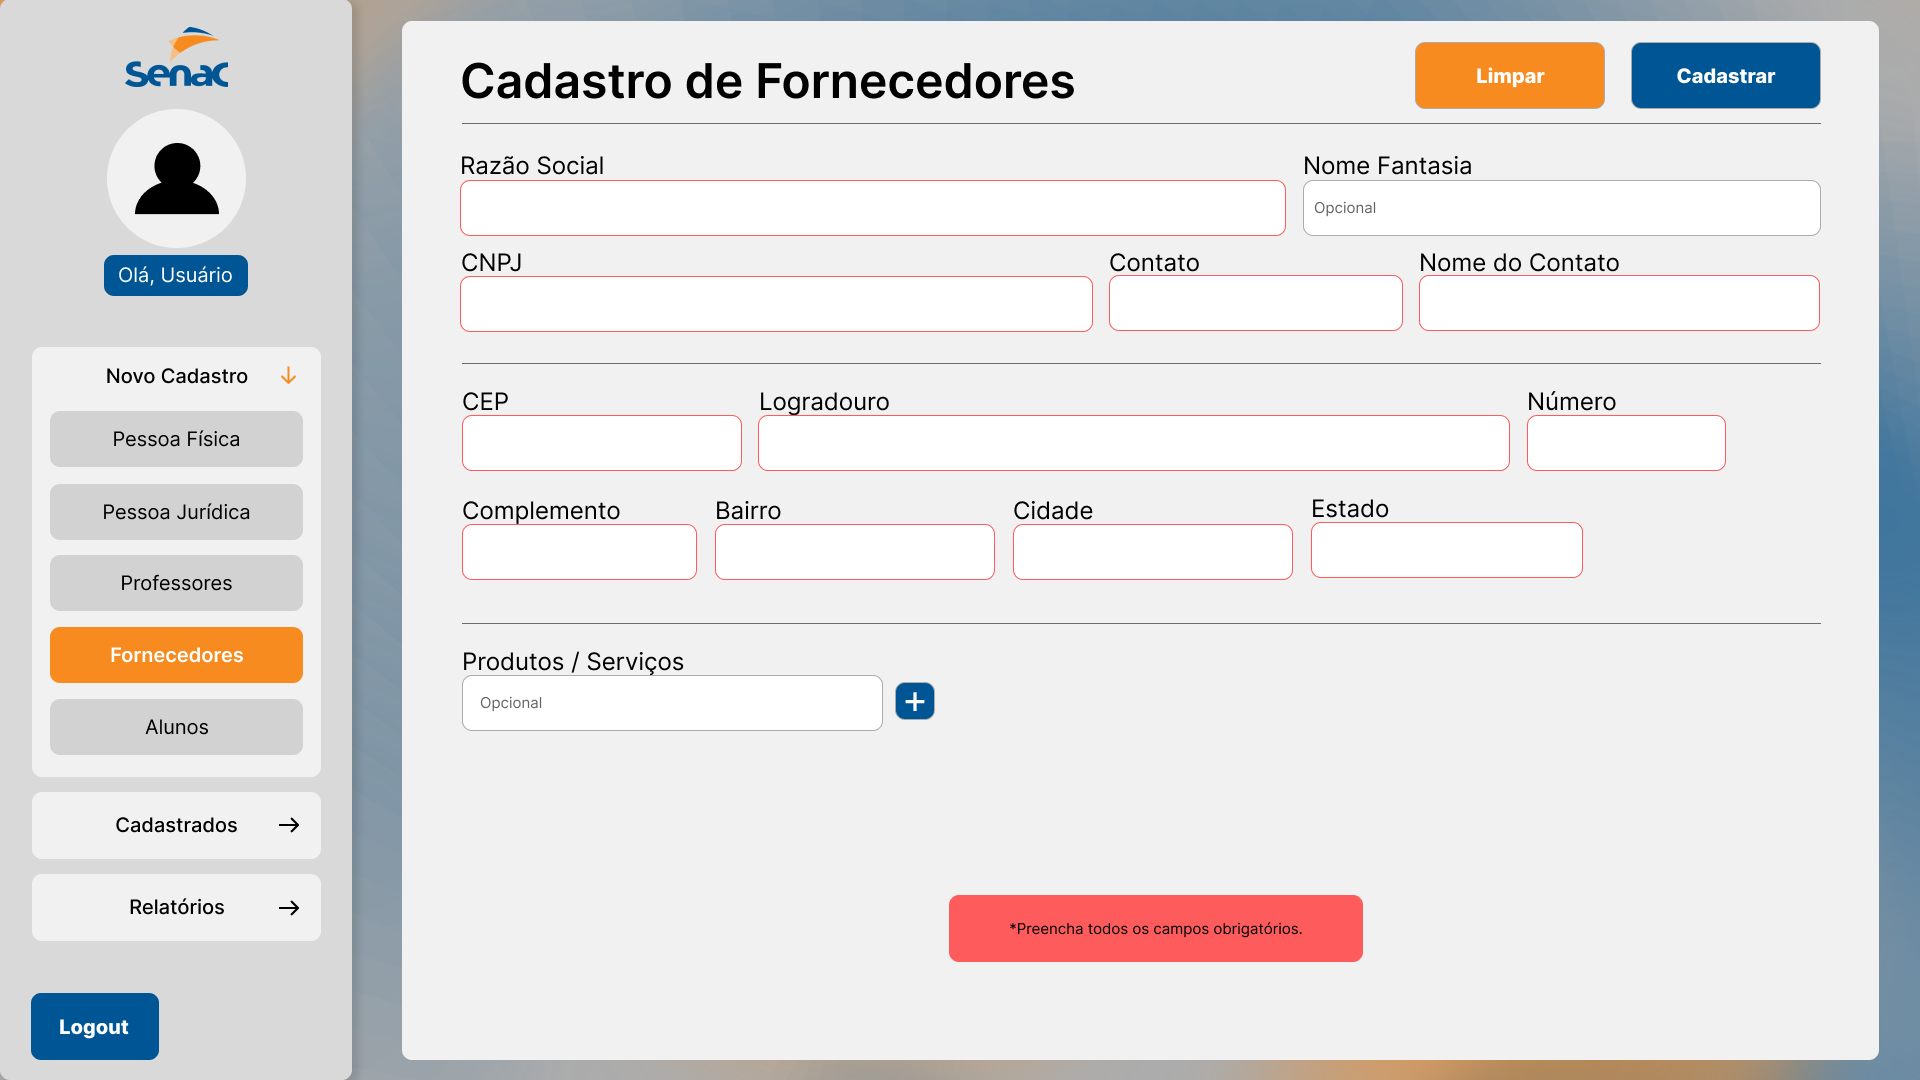 Senac
Olá, Usuário
Novo Cadastro
Pessoa Física
Pessoa Jurídica
Professores
Fornecedores
Alunos
Cadastrados
Relatórios
Logout
Cadastro de Fornecedores
Limpar
Cadastrar
Razão Social
Nome Fantasia
Opcional
CNPJ
Contato
Nome do Contato
CEP
Logradouro
Número
Complemento
Bairro
Cidade
Estado
Produtos / Serviços
Opcional
*Preencha todos os campos obrigatórios.